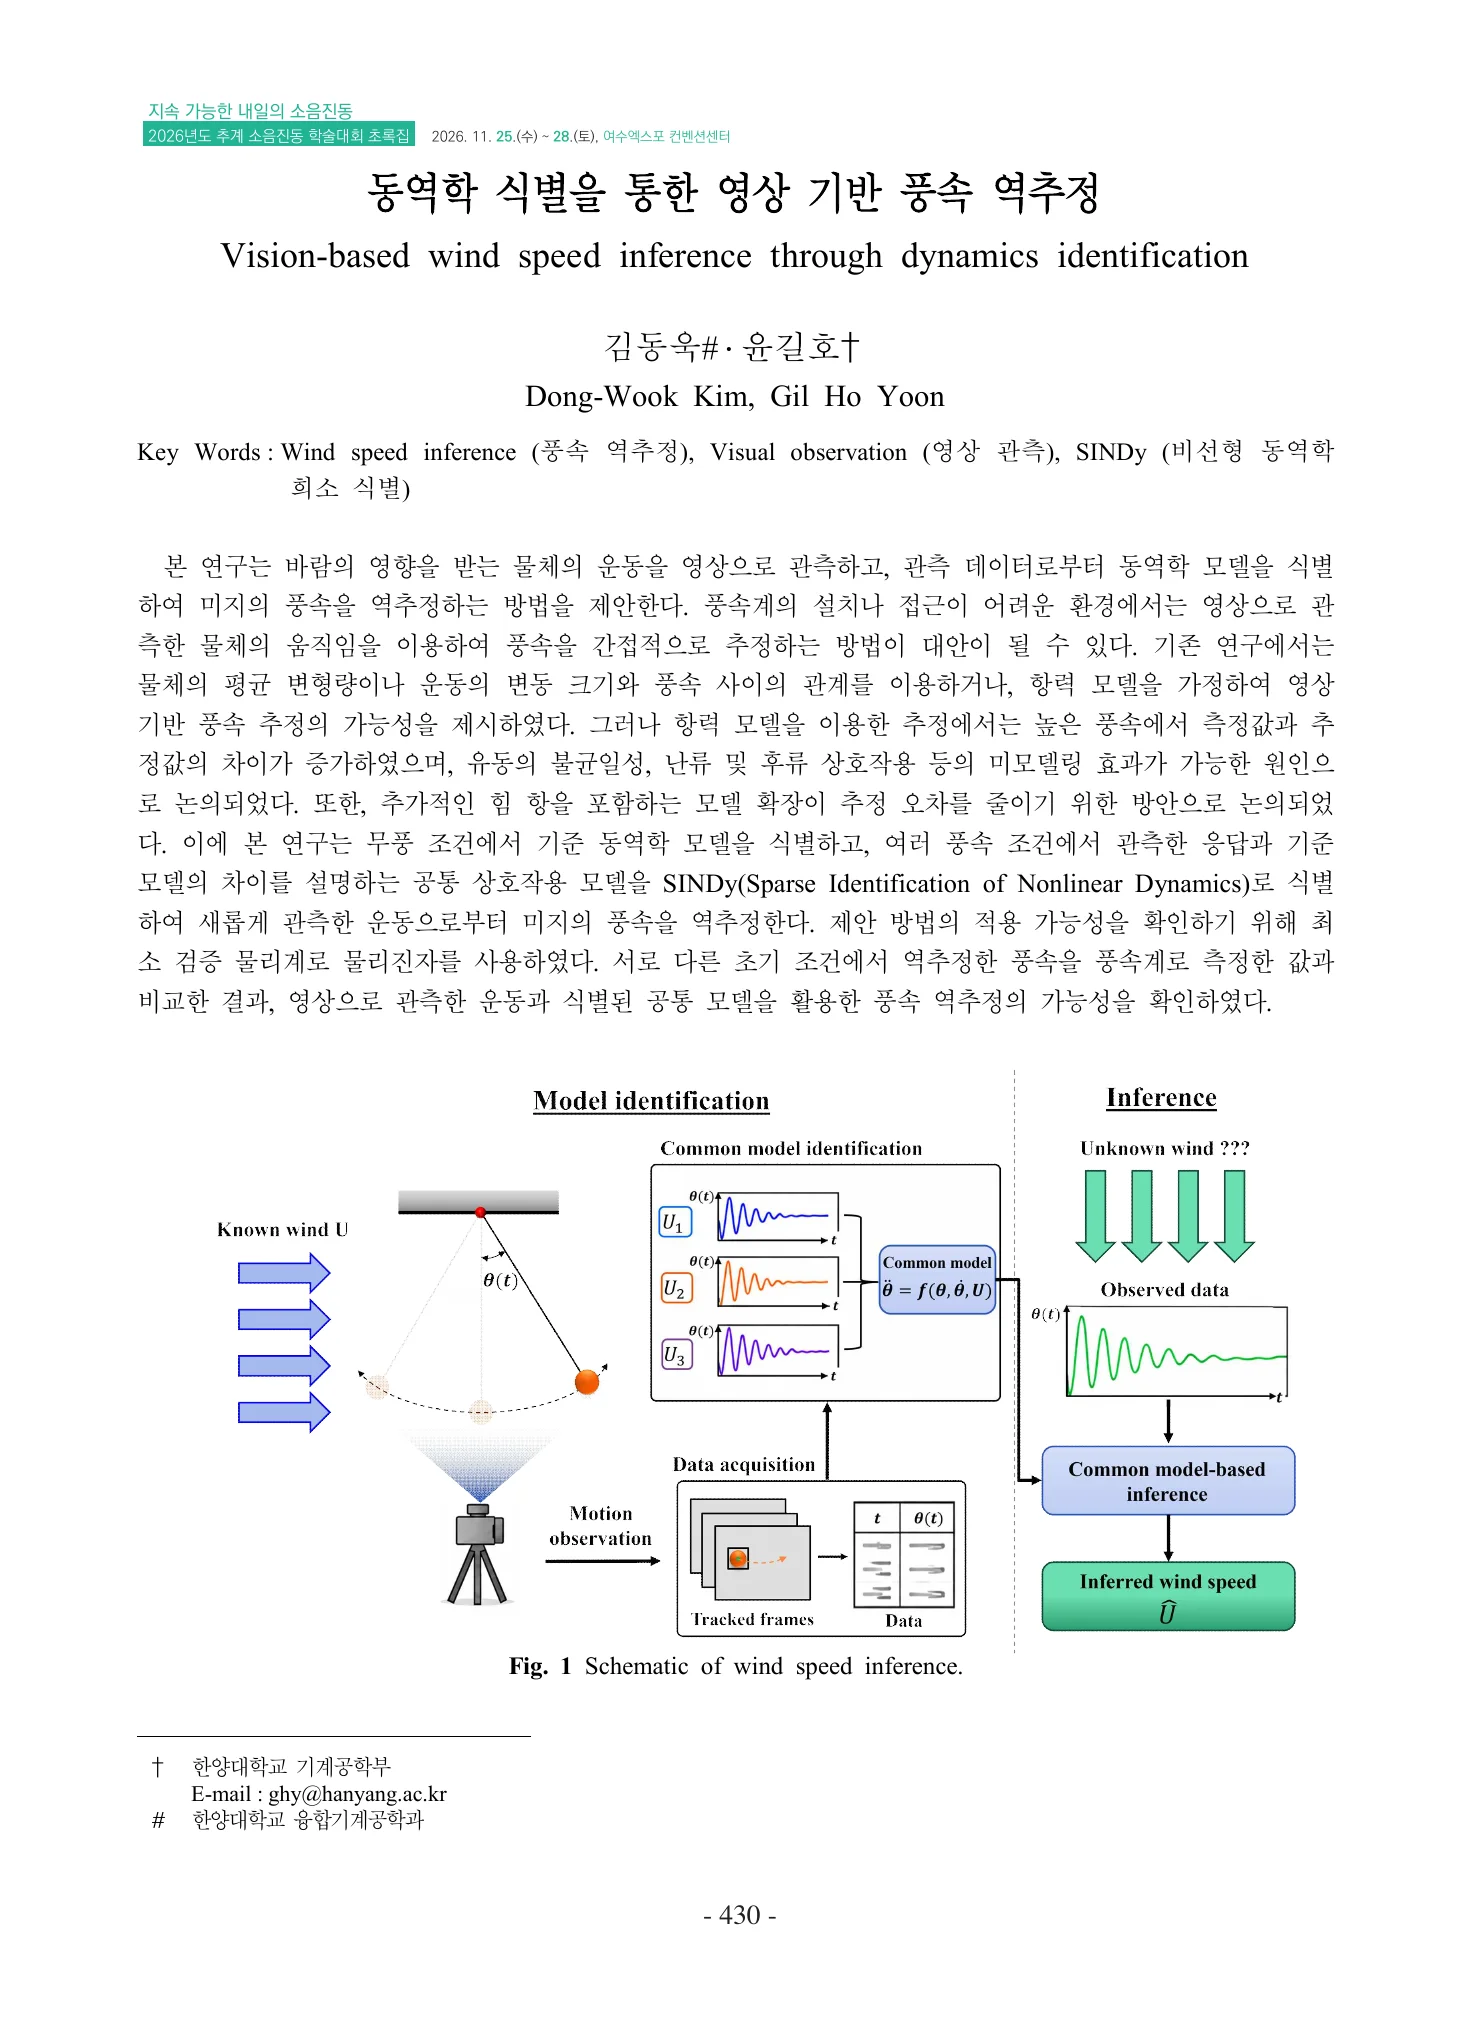 지속 가능한 내일의 소음진동
2026년도 추계 소음진동 학술대회 초록집 2026. 11. 25.(수) ~ 28.(토), 여수엑스포 컨벤션센터
동역학 식별을 통한 영상 기반 풍속 역추정
Vision-based wind speed inference through dynamics identification
김동욱#·윤길호†
Dong-Wook Kim, Gil Ho Yoon
Key Words : Wind speed inference (풍속 역추정), Visual observation (영상 관측), SINDy (비선형 동역학
희소 식별)
본 연구는 바람의 영향을 받는 물체의 운동을 영상으로 관측하고, 관측 데이터로부터 동역학 모델을 식별
하여 미지의 풍속을 역추정하는 방법을 제안한다. 풍속계의 설치나 접근이 어려운 환경에서는 영상으로 관
측한 물체의 움직임을 이용하여 풍속을 간접적으로 추정하는 방법이 대안이 될 수 있다. 기존 연구에서는
물체의 평균 변형량이나 운동의 변동 크기와 풍속 사이의 관계를 이용하거나, 항력 모델을 가정하여 영상
기반 풍속 추정의 가능성을 제시하였다. 그러나 항력 모델을 이용한 추정에서는 높은 풍속에서 측정값과 추
정값의 차이가 증가하였으며, 유동의 불균일성, 난류 및 후류 상호작용 등의 미모델링 효과가 가능한 원인으
로 논의되었다. 또한, 추가적인 힘 항을 포함하는 모델 확장이 추정 오차를 줄이기 위한 방안으로 논의되었
다. 이에 본 연구는 무풍 조건에서 기준 동역학 모델을 식별하고, 여러 풍속 조건에서 관측한 응답과 기준
모델의 차이를 설명하는 공통 상호작용 모델을 SINDy(Sparse Identification of Nonlinear Dynamics)로 식별
하여 새롭게 관측한 운동으로부터 미지의 풍속을 역추정한다. 제안 방법의 적용 가능성을 확인하기 위해 최
소 검증 물리계로 물리진자를 사용하였다. 서로 다른 초기 조건에서 역추정한 풍속을 풍속계로 측정한 값과
비교한 결과, 영상으로 관측한 운동과 식별된 공통 모델을 활용한 풍속 역추정의 가능성을 확인하였다.
Model identification
Known wind U
θ(t)
Common model identification
U₁
θ(t)
t
U₂
θ(t)
t
U₃
θ(t)
t
Common model
θ̈ = f(θ, θ̇, U)
Motion
observation
Data acquisition
Tracked frames
t θ(t)
Data
Inference
Unknown wind ???
Observed data
θ(t)
t
Common model-based
inference
Inferred wind speed
Û
Fig. 1 Schematic of wind speed inference.
† 한양대학교 기계공학부
E-mail : ghy@hanyang.ac.kr
# 한양대학교 융합기계공학과
- 430 -